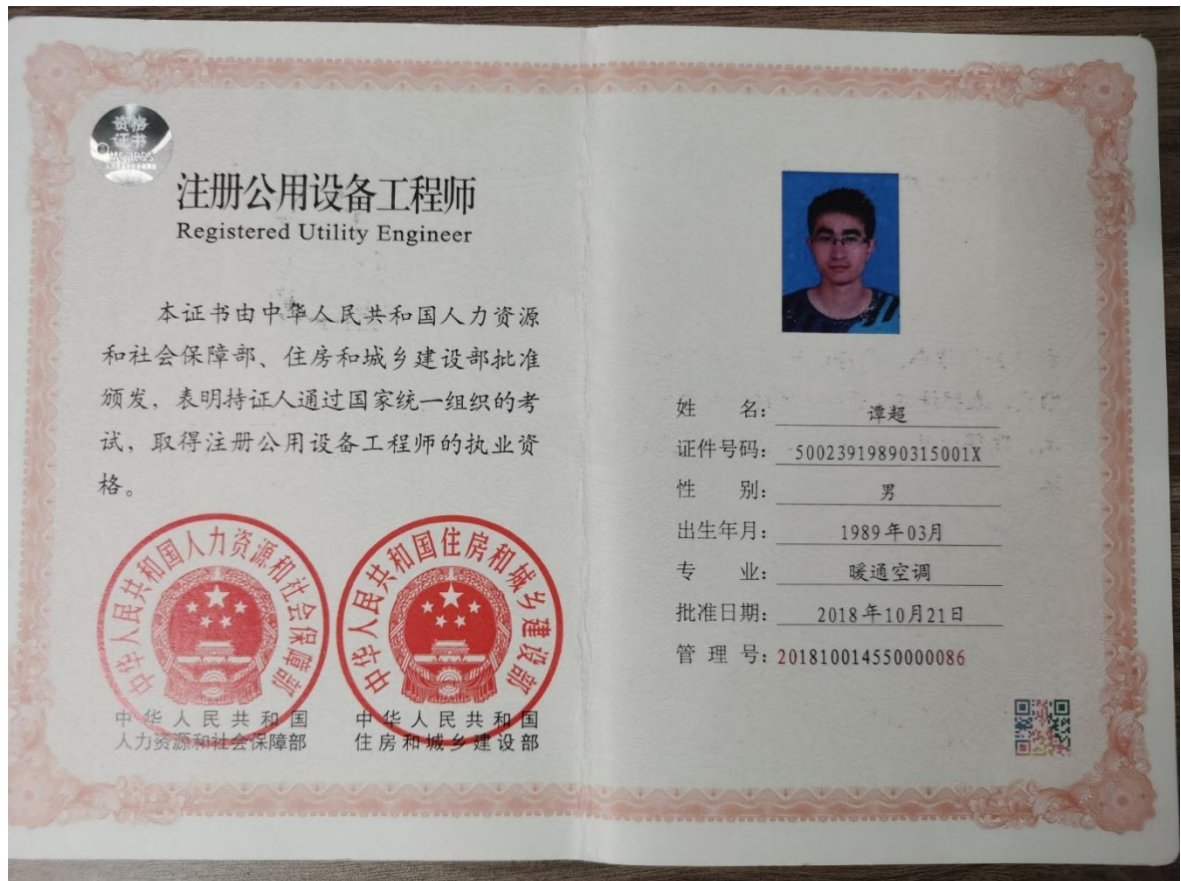 资格
证书
注册公用设备工程师
Registered Utility Engineer
本证书由中华人民共和国人力资源
和社会保障部、住房和城乡建设部批准
颁发，表明持证人通过国家统一组织的考
试，取得注册公用设备工程师的执业资
格。
中华人民共和国人力资源和社会保障部
中华人民共和国住房和城乡建设部
中华人民共和国
人力资源和社会保障部
中华人民共和国
住房和城乡建设部
姓名：谭超
证件号码：50023919890315001X
性别：男
出生年月：1989年03月
专业：暖通空调
批准日期：2018年10月21日
管理号：201810014550000086